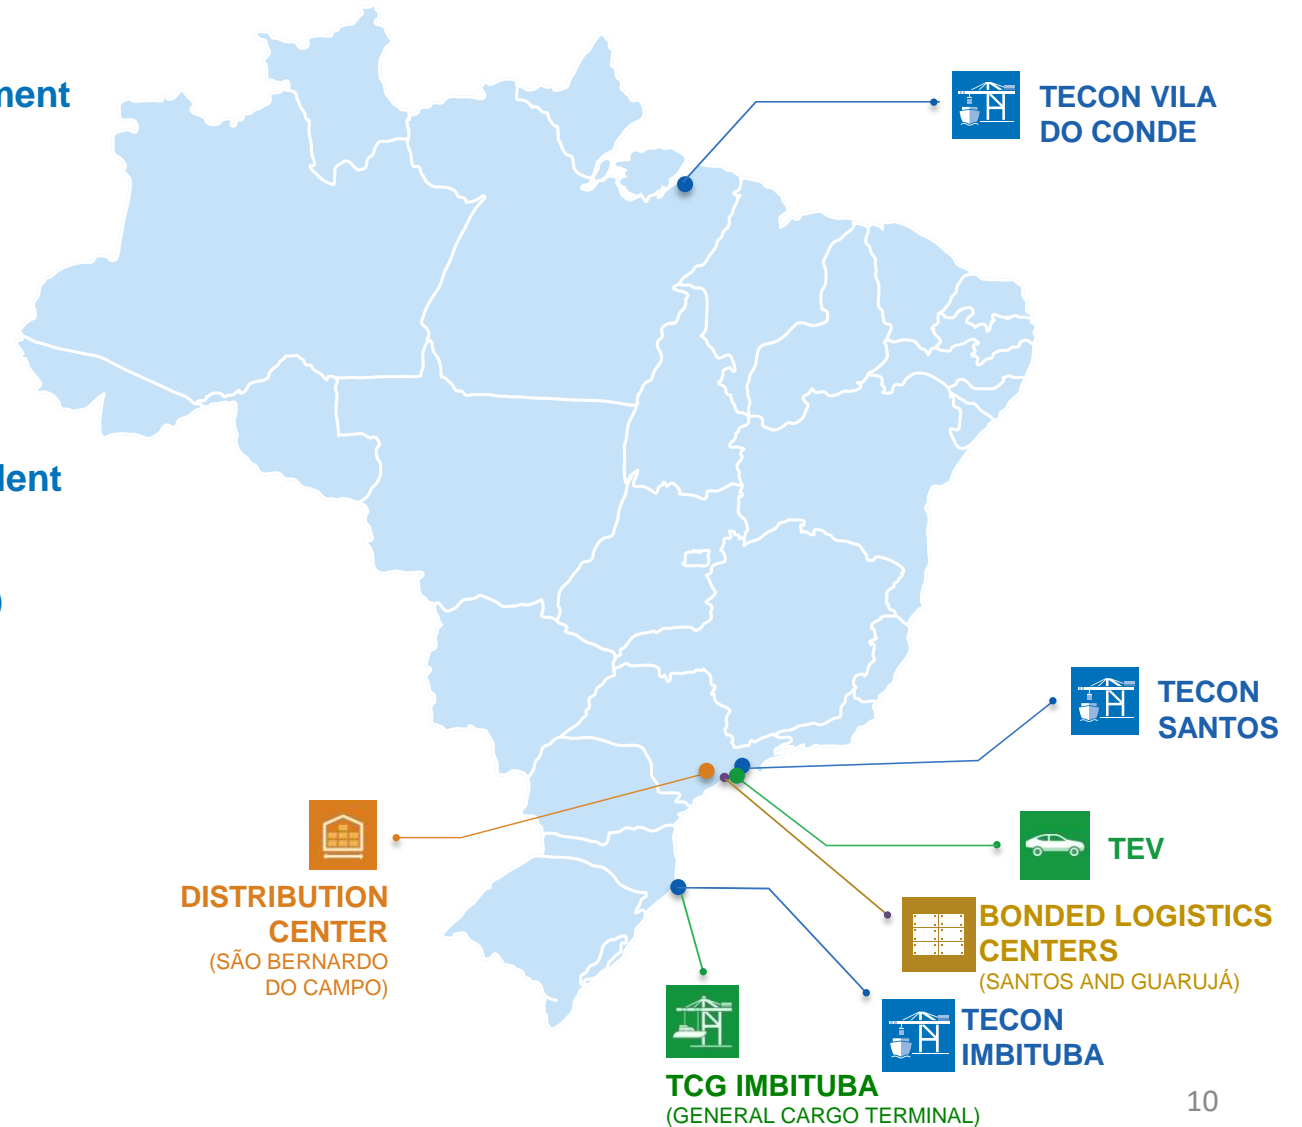 ment
TECON VILA
DO CONDE
dent
)
TECON
SANTOS
TEV
DISTRIBUTION
CENTER
(SÃO BERNARDO
DO CAMPO)
BONDED LOGISTICS
CENTERS
(SANTOS AND GUARUJÁ)
TECON
IMBITUBA
TCG IMBITUBA
(GENERAL CARGO TERMINAL)
10